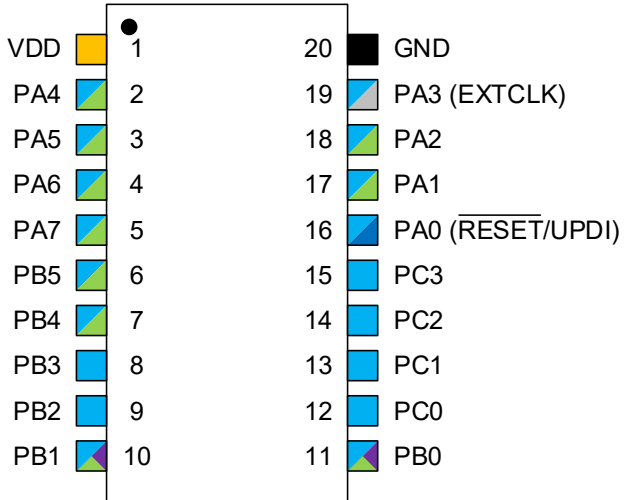 VDD 1 20 GND
PA4 2 19 PA3 (EXTCLK)
PA5 3 18 PA2
PA6 4 17 PA1
PA7 5 16 PA0 (RESET/UPDI)
PB5 6 15 PC3
PB4 7 14 PC2
PB3 8 13 PC1
PB2 9 12 PC0
PB1 10 11 PB0